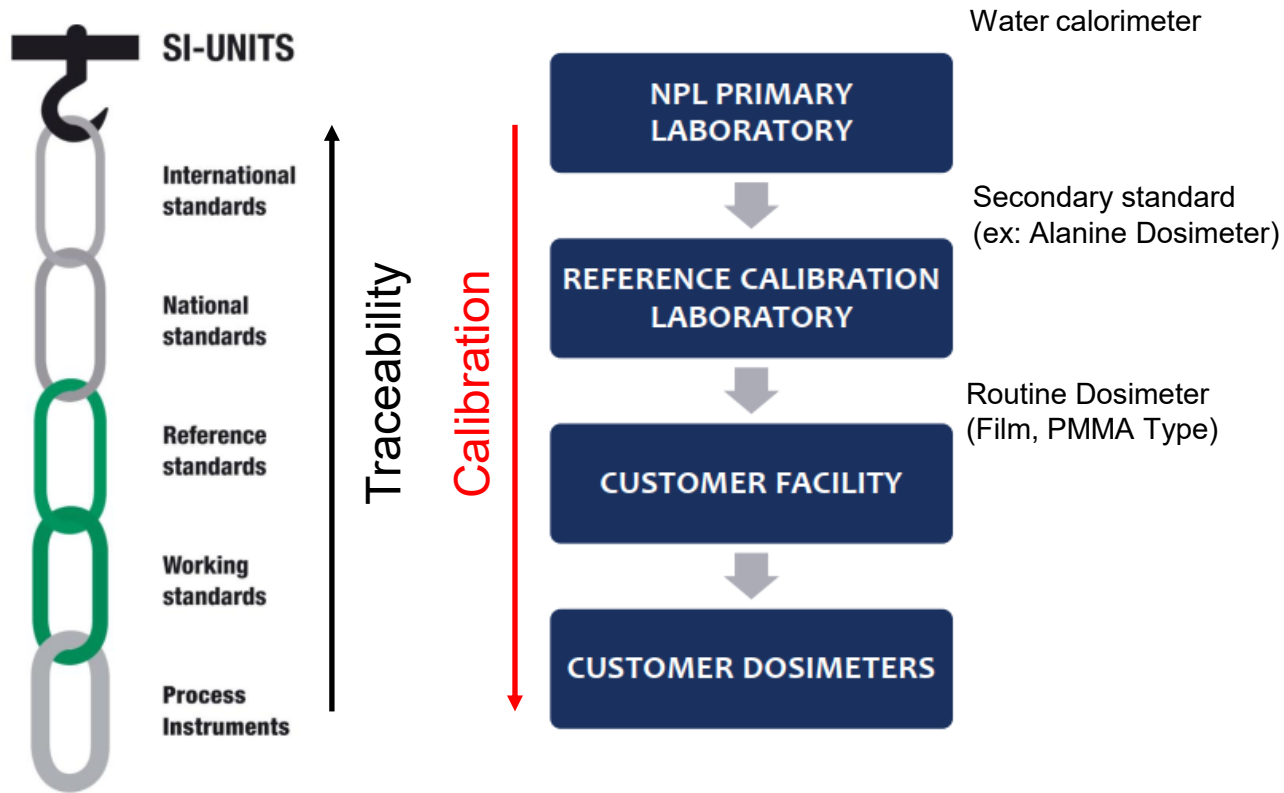 SI-UNITS
International
standards
National
standards
Reference
standards
Working
standards
Process
Instruments
Traceability
Calibration
Water calorimeter
NPL PRIMARY
LABORATORY
Secondary standard
(ex: Alanine Dosimeter)
REFERENCE CALIBRATION
LABORATORY
Routine Dosimeter
(Film, PMMA Type)
CUSTOMER FACILITY
CUSTOMER DOSIMETERS